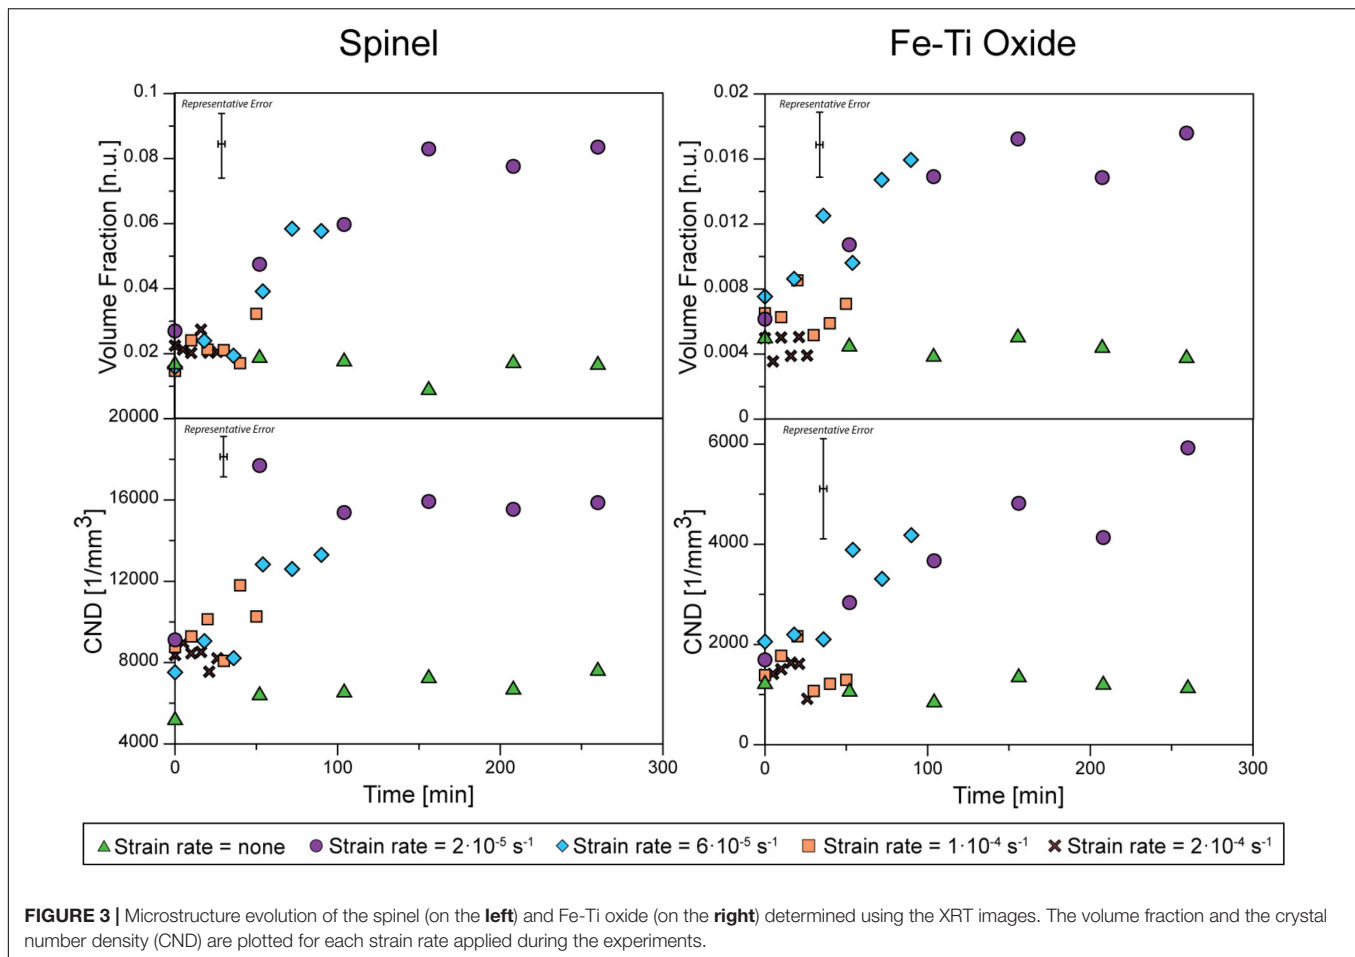 Spinel
Fe-Ti Oxide
0.1
0.08
0.06
0.04
0.02
Volume Fraction [n.u.]
Representative Error
0.02
0.016
0.012
0.008
0.004
0
Volume Fraction [n.u.]
Representative Error
20000
16000
12000
8000
4000
CND [1/mm³]
Representative Error
0 100 200 300
Time [min]
6000
4000
2000
0
CND [1/mm³]
Representative Error
0 100 200 300
Time [min]
Strain rate = none Strain rate = 2·10⁻⁵ s⁻¹ Strain rate = 6·10⁻⁵ s⁻¹ Strain rate = 1·10⁻⁴ s⁻¹ Strain rate = 2·10⁻⁴ s⁻¹
FIGURE 3 | Microstructure evolution of the spinel (on the left) and Fe-Ti oxide (on the right) determined using the XRT images. The volume fraction and the crystal
number density (CND) are plotted for each strain rate applied during the experiments.